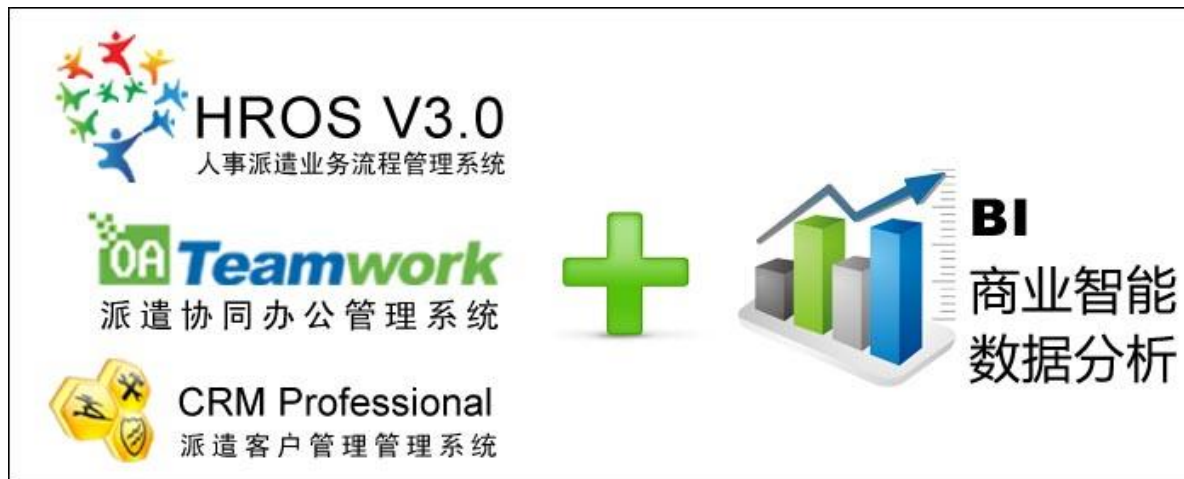 HROS V3.0
人事派遣业务流程管理系统
OA Teamwork
派遣协同办公管理系统
CRM Professional
派遣客户管理管理系统
BI
商业智能
数据分析